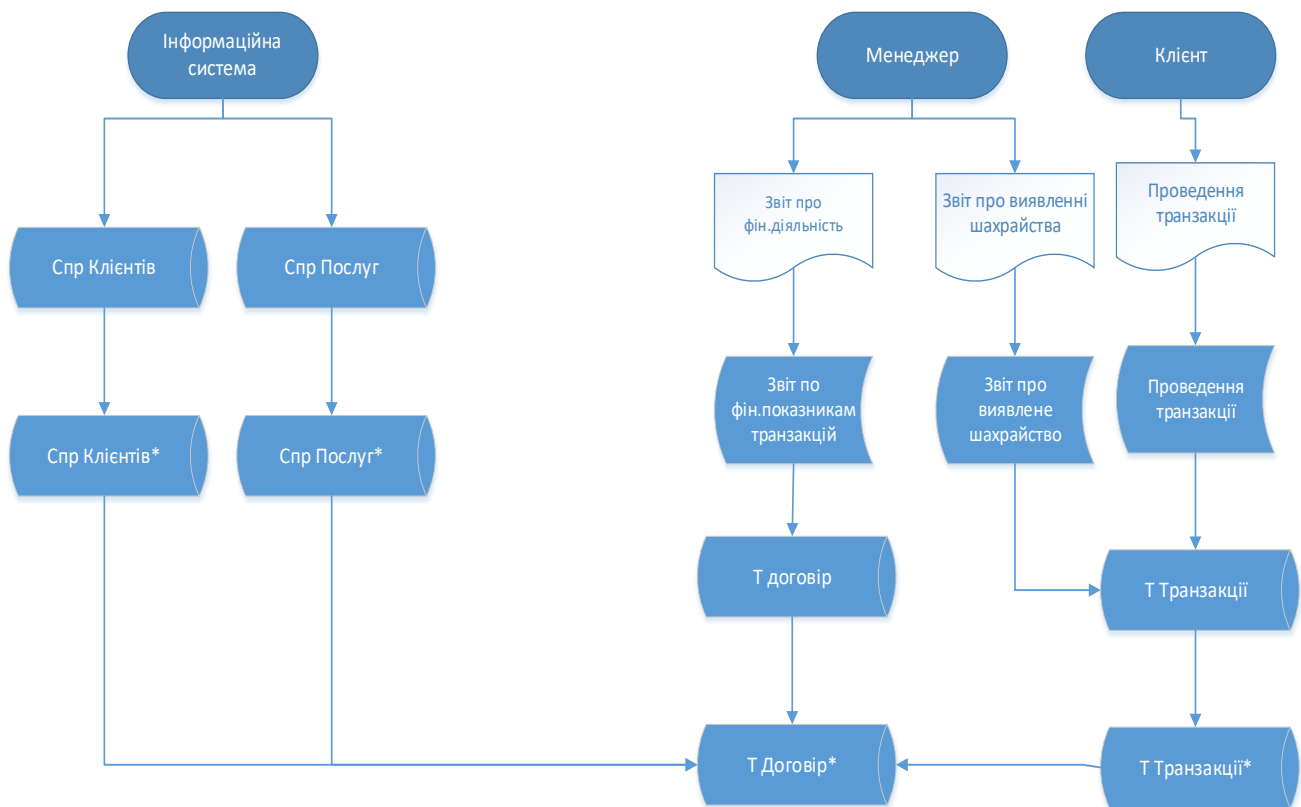 Інформаційна
система
Менеджер
Клієнт
Звіт про
фін.діяльність
Звіт про виявленні
шахрайства
Проведення
транзакції
Спр Клієнтів
Спр Послуг
Звіт по
фін.показникам
транзакцій
Звіт про
виявлене
шахрайство
Проведення
транзакції
Спр Клієнтів*
Спр Послуг*
Т договір
Т Транзакції
Т Договір*
Т Транзакції*